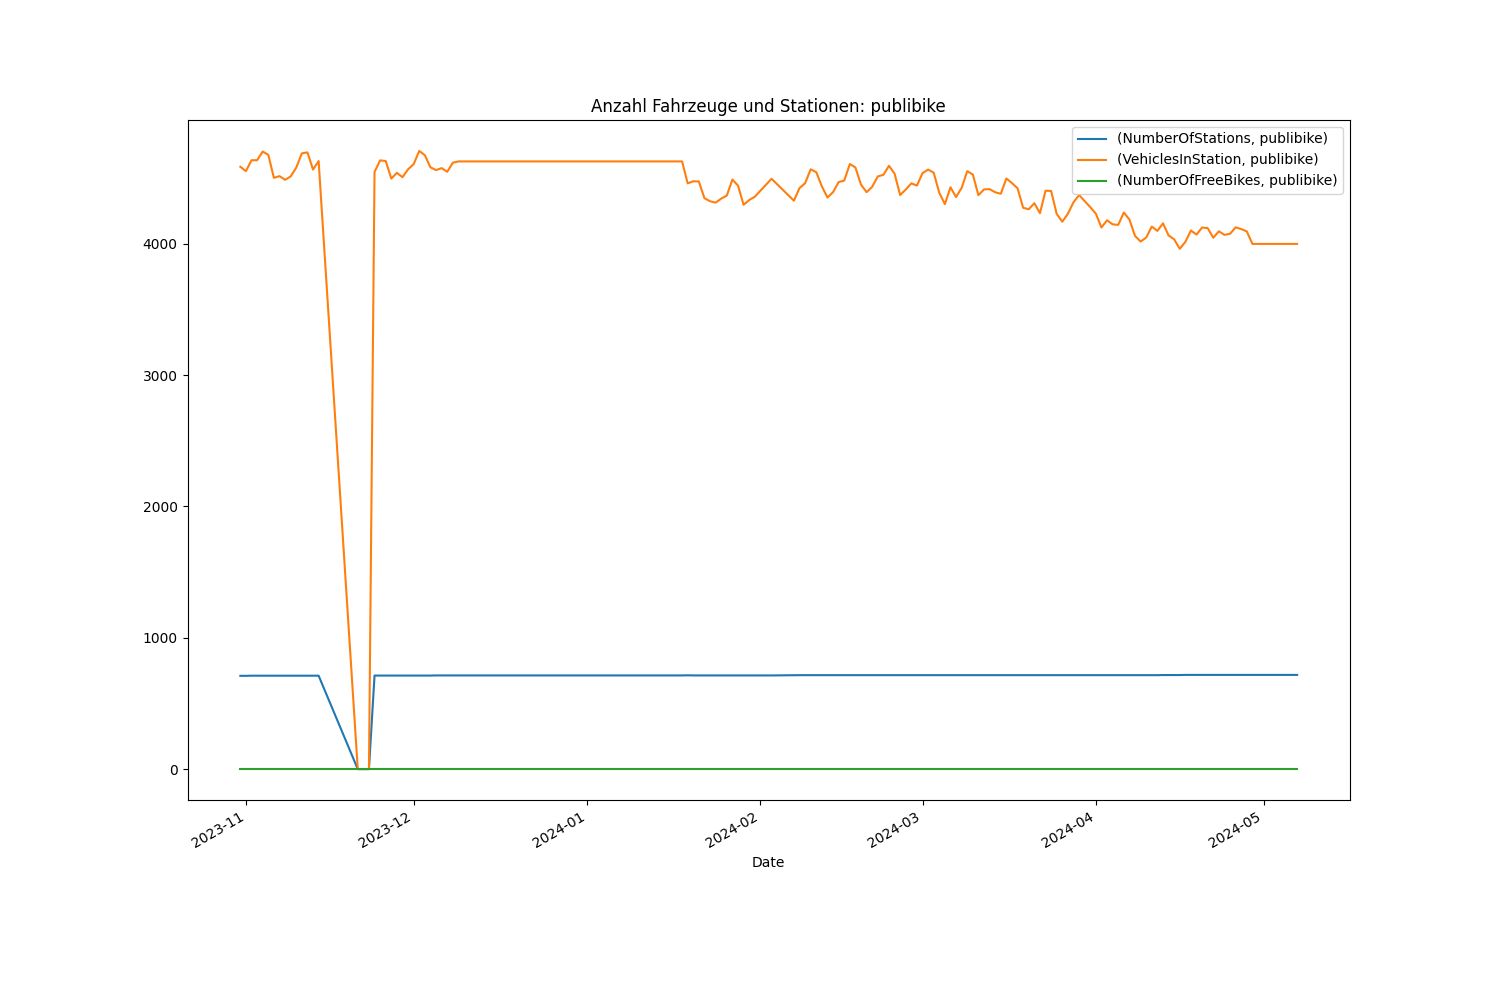 Anzahl Fahrzeuge und Stationen: publibike
(NumberOfStations, publibike)
(VehiclesInStation, publibike)
(NumberOfFreeBikes, publibike)
4000
3000
2000
1000
0
2023-11
2023-12
2024-01
2024-02
2024-03
2024-04
2024-05
Date